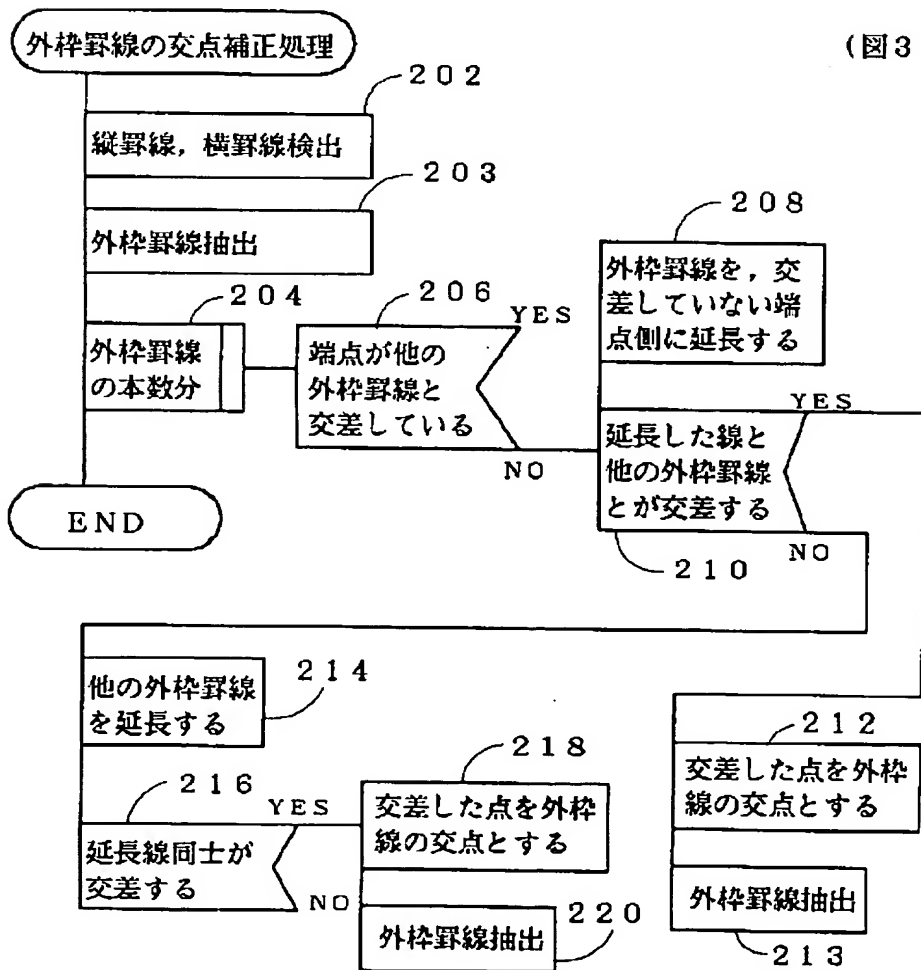 外枠罫線の交点補正処理
(図3
202
縦罫線，横罫線検出
203
外枠罫線抽出
204
外枠罫線
の本数分
206
端点が他の
外枠罫線と
交差している
YES
NO
208
外枠罫線を，交
差していない端
点側に延長する
延長した線と
他の外枠罫線
とが交差する
YES
NO
210
END
他の外枠罫線
を延長する
214
216
延長線同士が
交差する
YES
NO
218
交差した点を外枠
線の交点とする
外枠罫線抽出
220
212
交差した点を外枠
線の交点とする
外枠罫線抽出
213